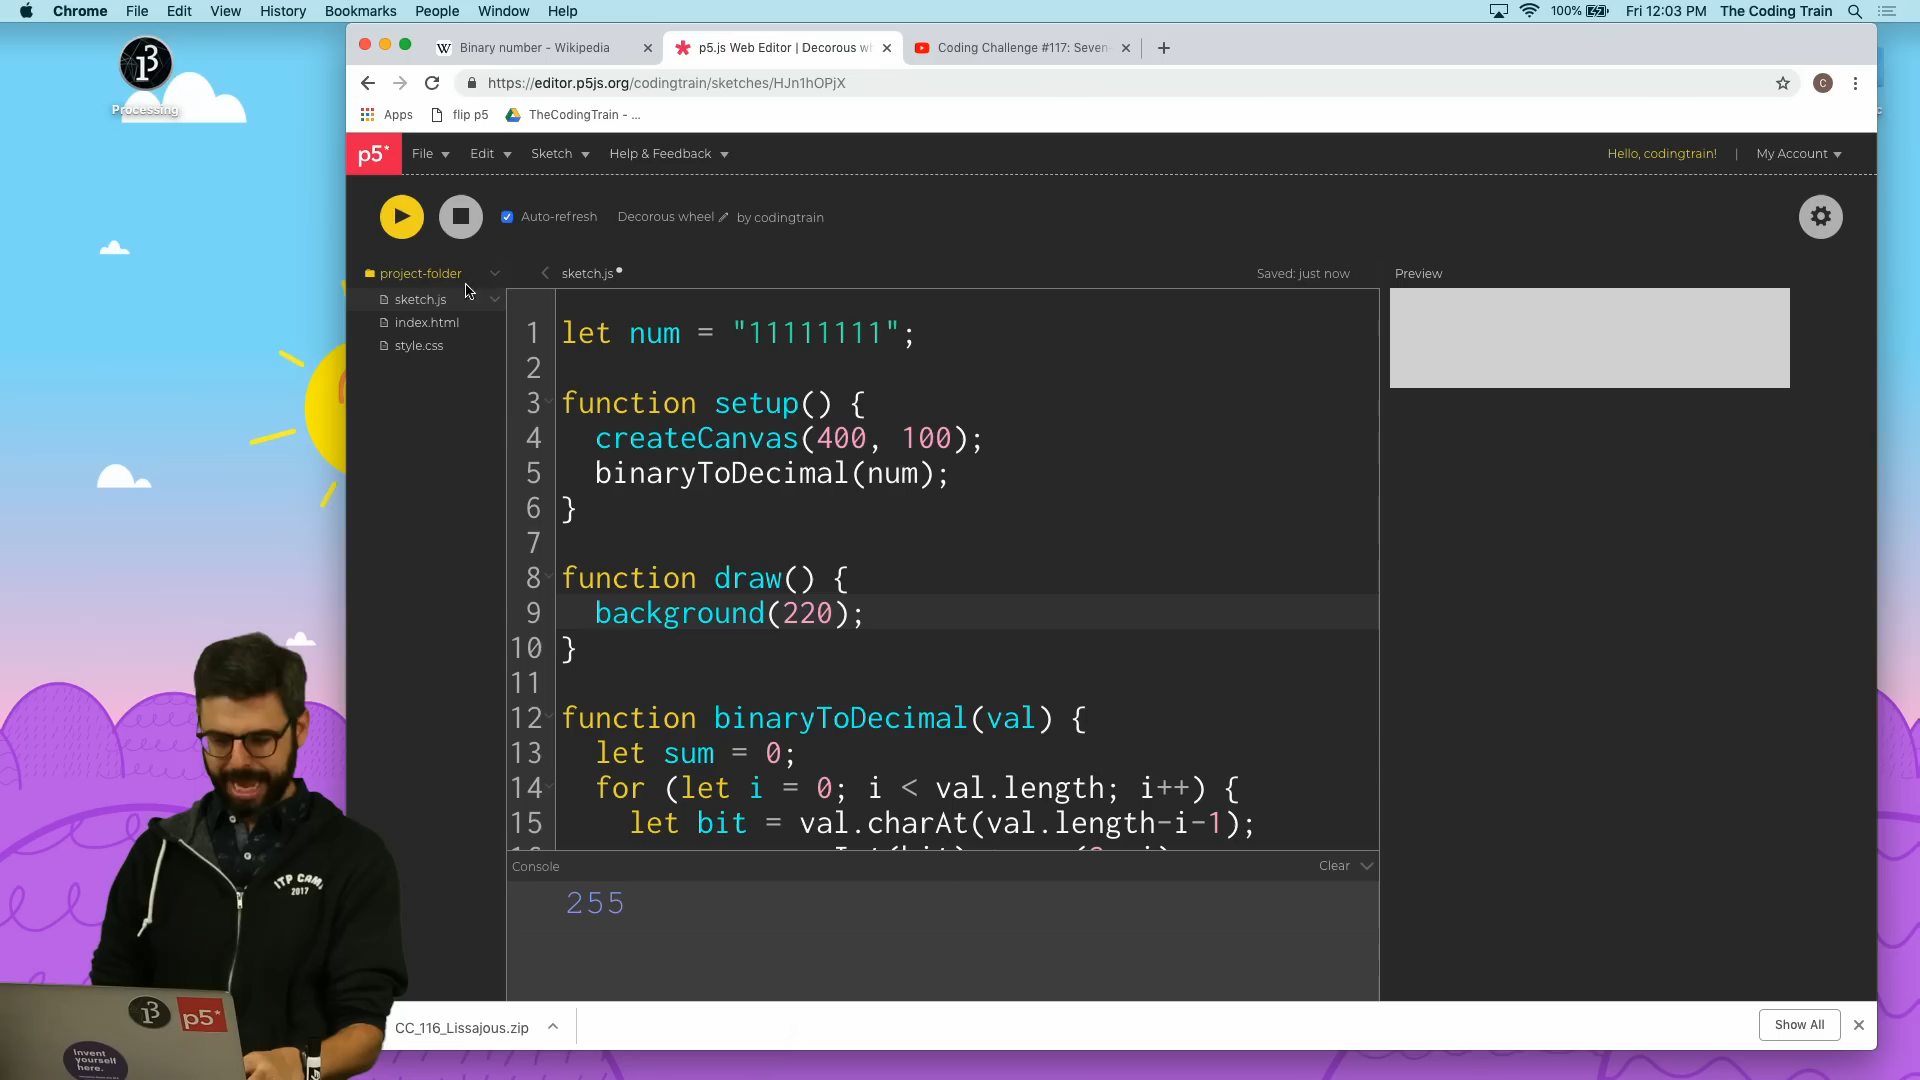 Chrome File Edit View History Bookmarks People Window Help 100% Fri 12:03 PM The Coding Train
Processing
W Binary number - Wikipedia
p5.js Web Editor | Decorous wh
Coding Challenge #117: Seven-
https://editor.p5js.org/codingtrain/sketches/HJn1hOPjX
C
Apps flip p5 TheCodingTrain - ...
p5* File Edit Sketch Help & Feedback Hello, codingtrain! | My Account
Auto-refresh Decorous wheel by codingtrain
project-folder
sketch.js
index.html
style.css
sketch.js Saved: just now Preview
1 let num = "11111111";
2
3 function setup() {
4 createCanvas(400, 100);
5 binaryToDecimal(num);
6 }
7
8 function draw() {
9 background(220);
10 }
11
12 function binaryToDecimal(val) {
13 let sum = 0;
14 for (let i = 0; i < val.length; i++) {
15 let bit = val.charAt(val.length-i-1);
Console Clear
255
ITP CAMP
2017
p5*
Invent
yourself
here.
CC_116_Lissajous.zip Show All